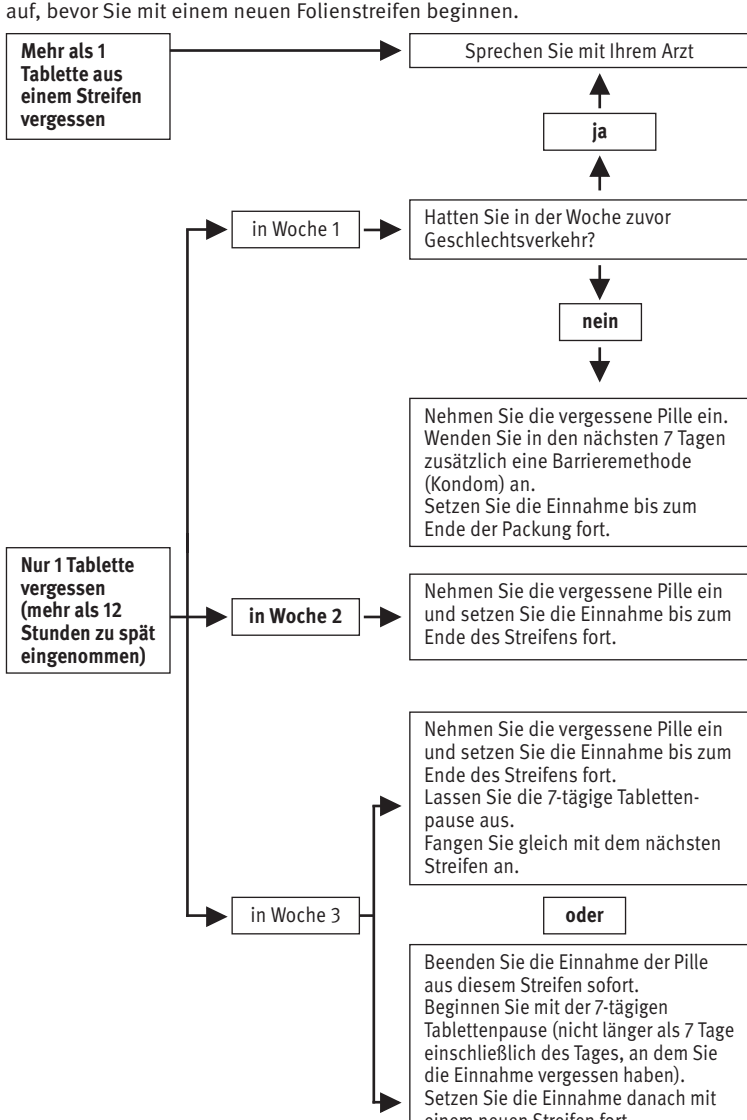 auf, bevor Sie mit einem neuen Folienstreifen beginnen.
Mehr als 1
Tablette aus
einem Streifen
vergessen
Sprechen Sie mit Ihrem Arzt
ja
in Woche 1
Hatten Sie in der Woche zuvor
Geschlechtsverkehr?
nein
Nehmen Sie die vergessene Pille ein.
Wenden Sie in den nächsten 7 Tagen
zusätzlich eine Barrieremethode
(Kondom) an.
Setzen Sie die Einnahme bis zum
Ende der Packung fort.
Nur 1 Tablette
vergessen
(mehr als 12
Stunden zu spät
eingenommen)
in Woche 2
Nehmen Sie die vergessene Pille ein
und setzen Sie die Einnahme bis zum
Ende des Streifens fort.
Nehmen Sie die vergessene Pille ein
und setzen Sie die Einnahme bis zum
Ende des Streifens fort.
Lassen Sie die 7-tägige Tabletten-
pause aus.
Fangen Sie gleich mit dem nächsten
Streifen an.
in Woche 3
oder
Beenden Sie die Einnahme der Pille
aus diesem Streifen sofort.
Beginnen Sie mit der 7-tägigen
Tablettenpause (nicht länger als 7 Tage
einschließlich des Tages, an dem Sie
die Einnahme vergessen haben).
Setzen Sie die Einnahme danach mit
einem neuen Streifen fort.